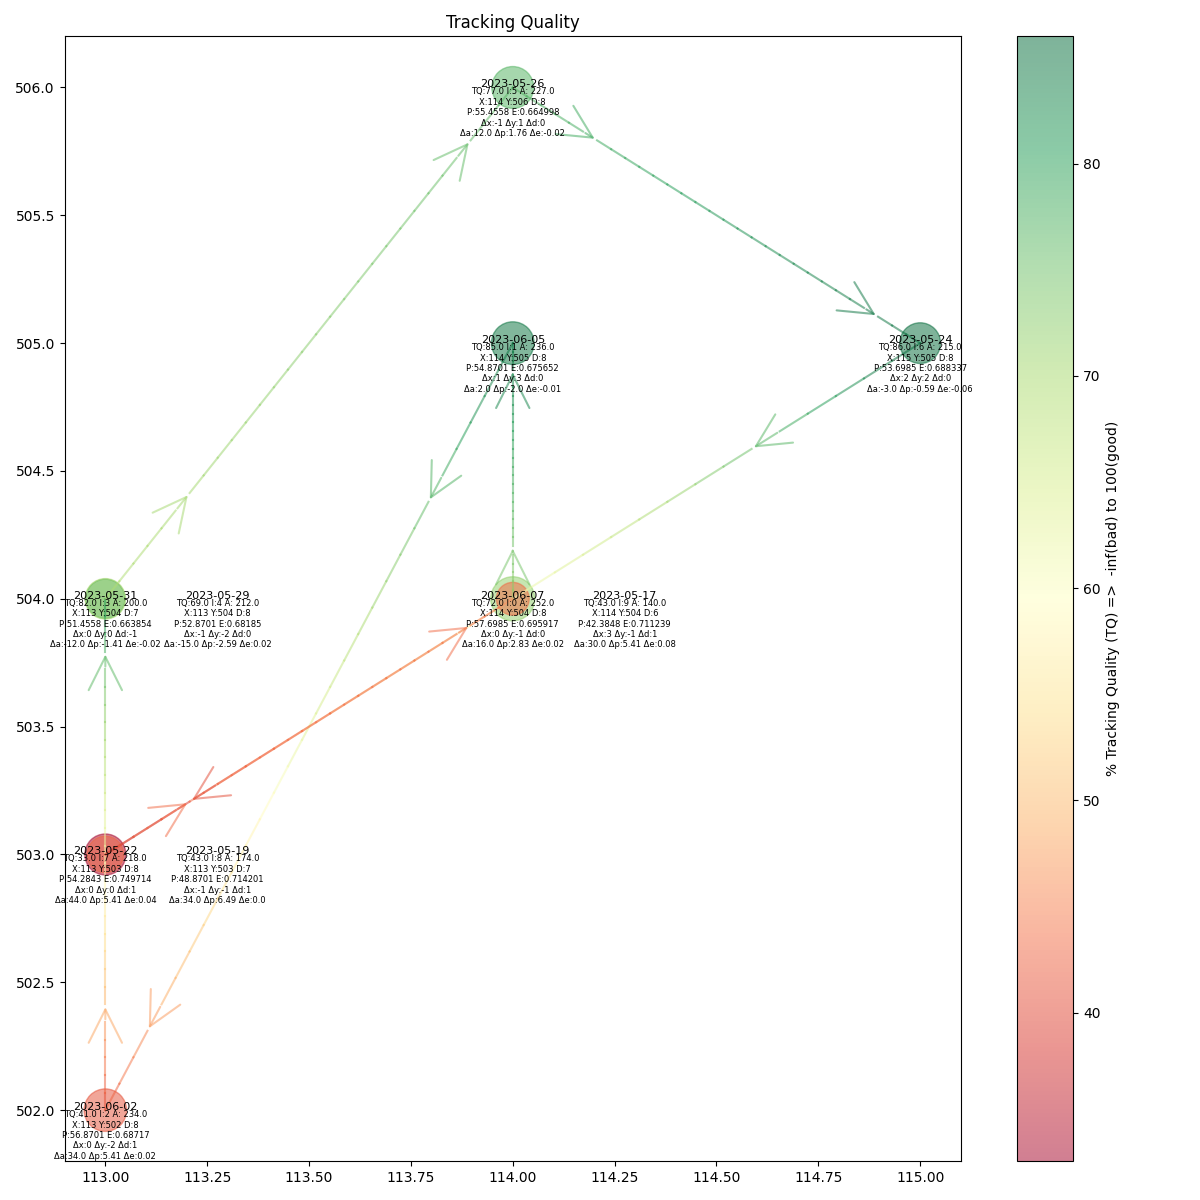 Tracking Quality
506.0
505.5
505.0
504.5
504.0
503.5
503.0
502.5
502.0
2023-05-26
TQ:77.0 I:5 A: 227.0
X:114 Y:506 D:8
P:55.4558 E:0.664998
Δx:-1 Δy:1 Δd:0
Δa:12.0 Δp:1.76 Δe:-0.02
2023-06-05
TQ:85.0 I:1 A: 236.0
X:114 Y:505 D:8
P:54.8701 E:0.675652
Δx:1 Δy:3 Δd:0
Δa:2.0 Δp:-2.0 Δe:-0.01
2023-05-24
TQ:86.0 I:6 A: 215.0
X:115 Y:505 D:8
P:53.6985 E:0.688337
Δx:2 Δy:2 Δd:0
Δa:-3.0 Δp:-0.59 Δe:-0.06
2023-05-31
TQ:82.0 I:3 A: 200.0
X:113 Y:504 D:7
P:51.4558 E:0.663854
Δx:0 Δy:0 Δd:-1
Δa:-12.0 Δp:-1.41 Δe:-0.02
2023-05-29
TQ:69.0 I:4 A: 212.0
X:113 Y:504 D:8
P:52.8701 E:0.68185
Δx:-1 Δy:-2 Δd:0
Δa:-15.0 Δp:-2.59 Δe:0.02
2023-06-07
TQ:72.0 I:0 A: 252.0
X:114 Y:504 D:8
P:57.6985 E:0.695917
Δx:0 Δy:-1 Δd:0
Δa:16.0 Δp:2.83 Δe:0.02
2023-05-17
TQ:43.0 I:9 A: 140.0
X:114 Y:504 D:6
P:42.3848 E:0.711239
Δx:3 Δy:-1 Δd:1
Δa:30.0 Δp:5.41 Δe:0.08
2023-05-22
TQ:33.0 I:7 A: 218.0
X:113 Y:503 D:8
P:54.2843 E:0.749714
Δx:0 Δy:0 Δd:1
Δa:44.0 Δp:5.41 Δe:0.04
2023-05-19
TQ:43.0 I:8 A: 174.0
X:113 Y:503 D:7
P:48.8701 E:0.714201
Δx:-1 Δy:-1 Δd:1
Δa:34.0 Δp:6.49 Δe:0.0
2023-06-02
TQ:41.0 I:2 A: 234.0
X:113 Y:502 D:8
P:56.8701 E:0.68717
Δx:0 Δy:-2 Δd:1
Δa:34.0 Δp:5.41 Δe:0.02
113.00
113.25
113.50
113.75
114.00
114.25
114.50
114.75
115.00
80
70
60
50
40
% Tracking Quality (TQ) => -inf(bad) to 100(good)